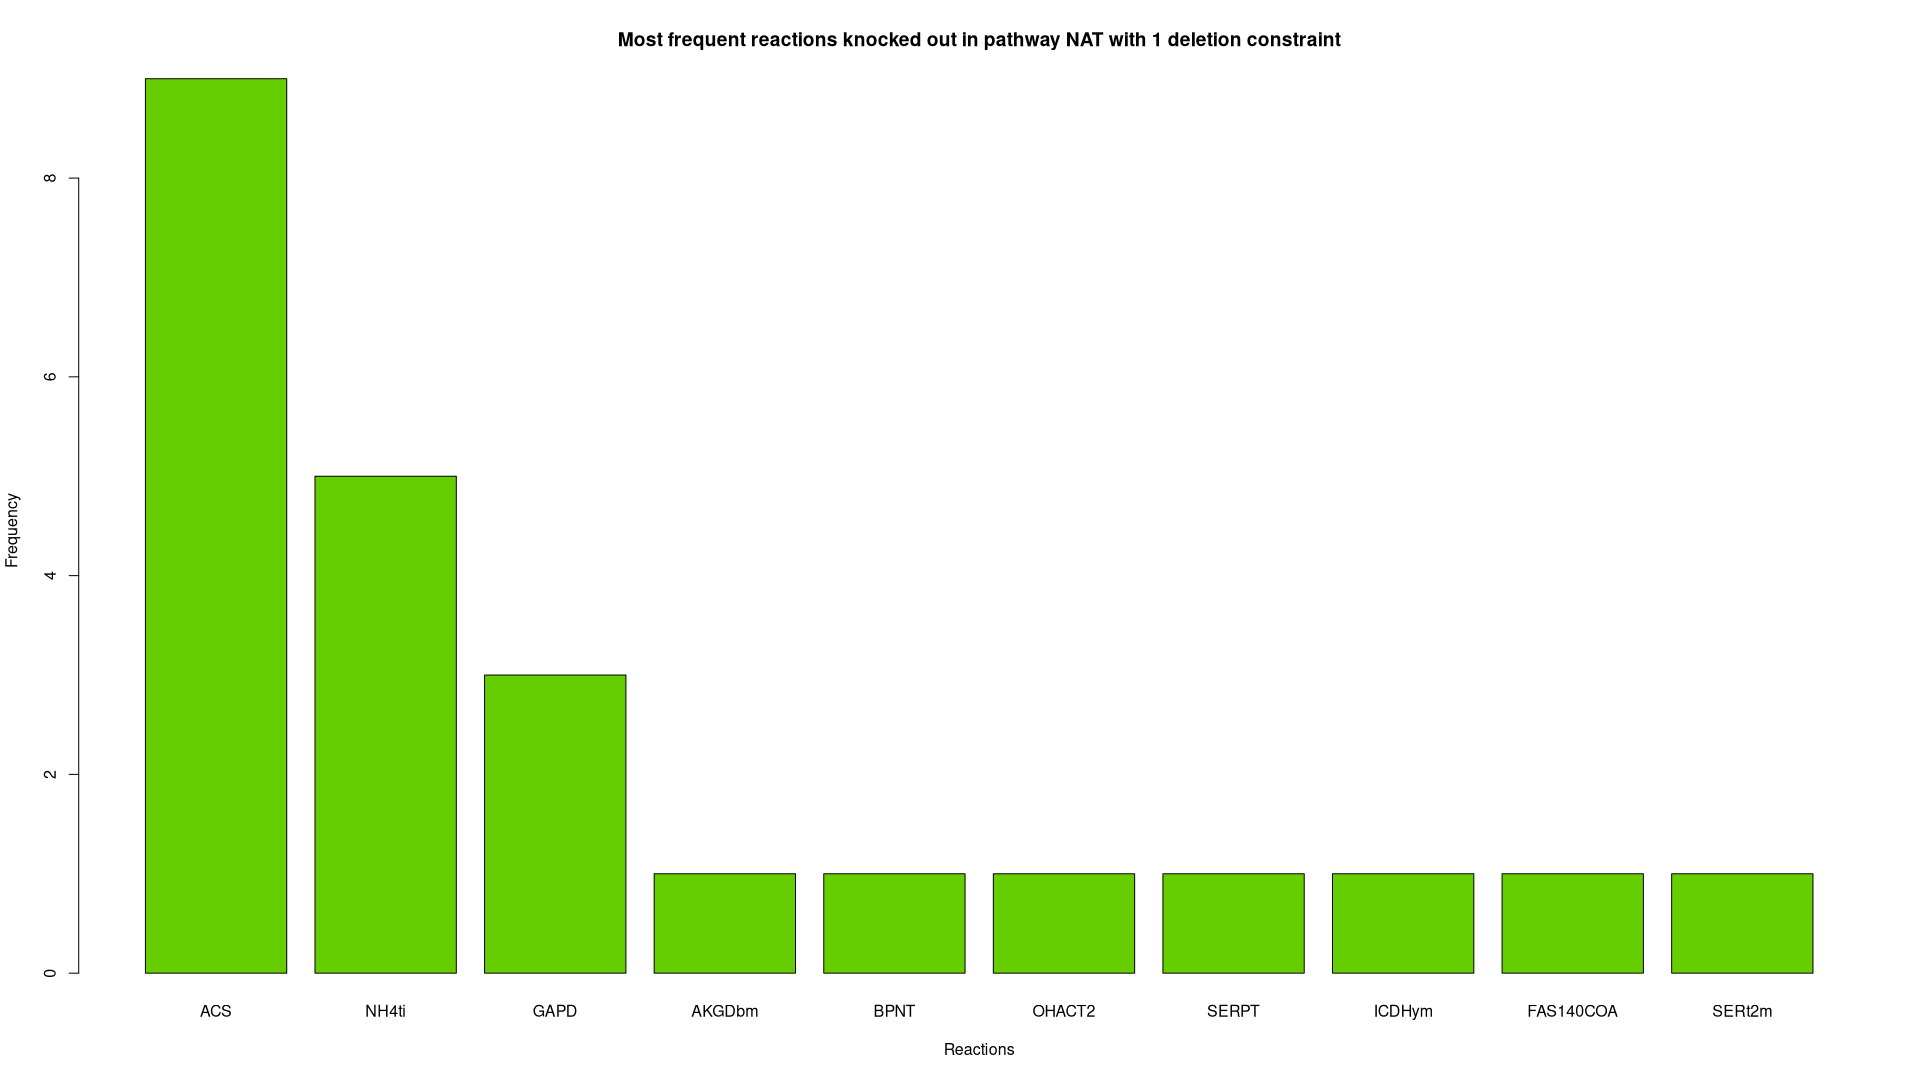 Most frequent reactions knocked out in pathway NAT with 1 deletion constraint
8
6
4
2
0
Frequency
ACS NH4ti GAPD AKGDbm BPNT OHACT2 SERPT ICDHym FAS140COA SERt2m
Reactions